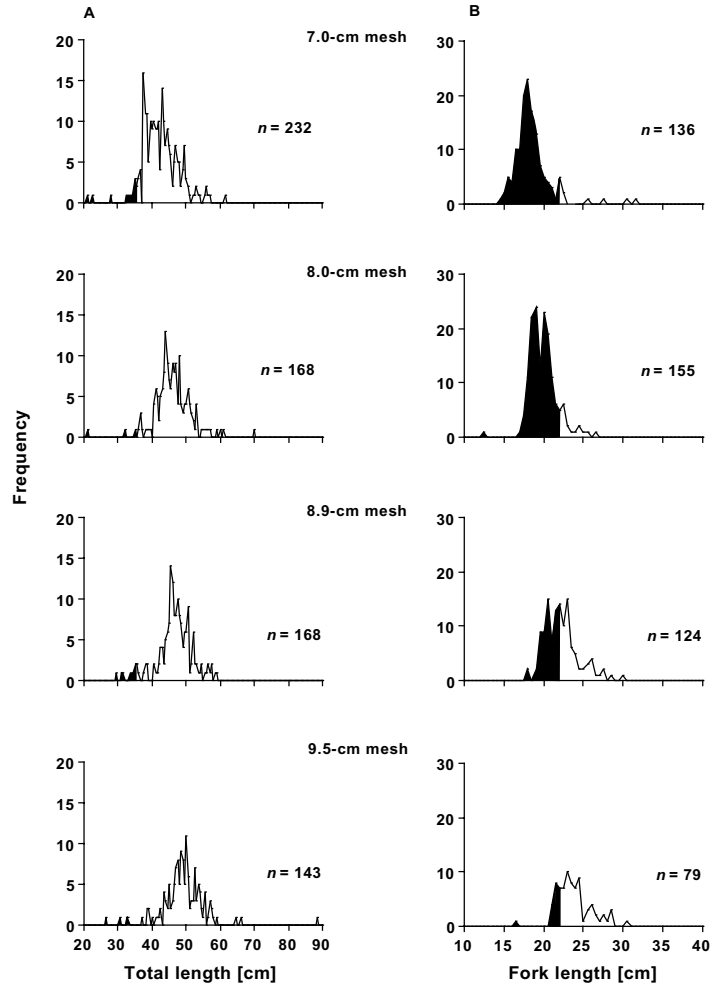 A
B
7.0-cm mesh
20
15
10
5
0
n = 232
30
20
10
0
n = 136
8.0-cm mesh
20
15
10
5
0
n = 168
30
20
10
0
n = 155
Frequency
8.9-cm mesh
20
15
10
5
0
n = 168
30
20
10
0
n = 124
9.5-cm mesh
20
15
10
5
0
n = 143
20 30 40 50 60 70 80 90
Total length [cm]
30
20
10
0
n = 79
10 15 20 25 30 35 40
Fork length [cm]